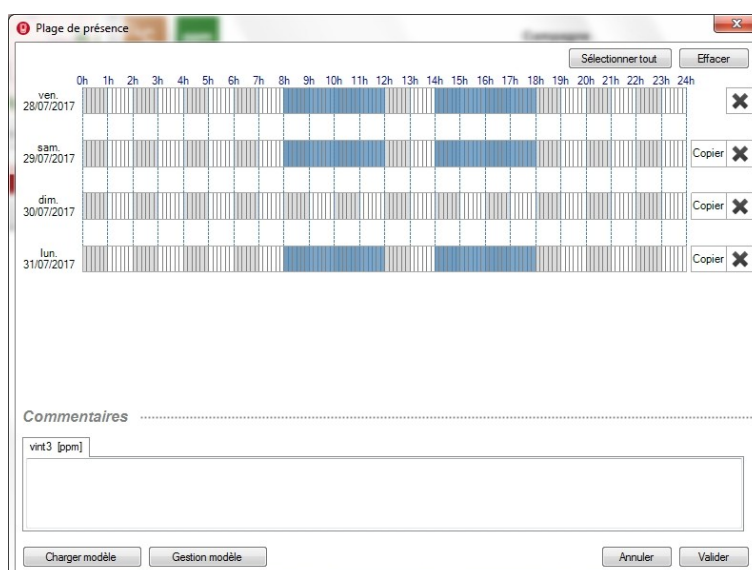 Plage de présence
Sélectionner tout Effacer
0h 1h 2h 3h 4h 5h 6h 7h 8h 9h 10h 11h 12h 13h 14h 15h 16h 17h 18h 19h 20h 21h 22h 23h 24h
ven.
28/07/2017
sam.
29/07/2017
Copier
dim.
30/07/2017
Copier
lun.
31/07/2017
Copier
Commentaires
vint3 [ppm]
Charger modèle Gestion modèle Annuler Valider